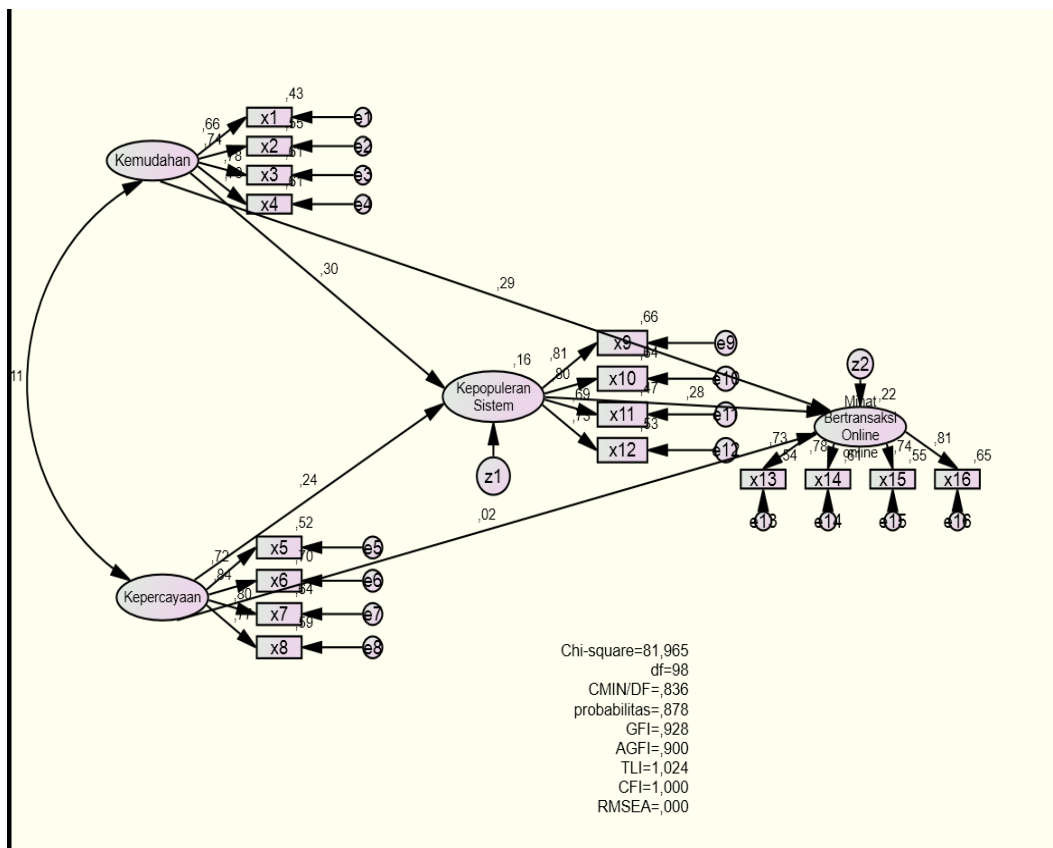 ,43
,66
x1
e1
,74
,55
x2
e2
Kemudahan
,78
,61
x3
e3
,61
x4
e4
,30
,29
,11
,66
x9
e9
,81
,64
,16
,80
x10
e10
Kepopuleran
Sistem
,69
,47
,28
x11
e11
,73
,53
x12
e12
z1
z2
,22
Minat
Bertransaksi
Online
online
,73
,54
,78
,61
,74
,55
,81
,65
x13
x14
x15
x16
e13
e14
e15
e16
,24
,02
,52
,72
x5
e5
,84
,70
x6
e6
Kepercayaan
,80
,64
x7
e7
,77
,59
x8
e8
Chi-square=81,965
df=98
CMIN/DF=,836
probabilitas=,878
GFI=,928
AGFI=,900
TLI=1,024
CFI=1,000
RMSEA=,000